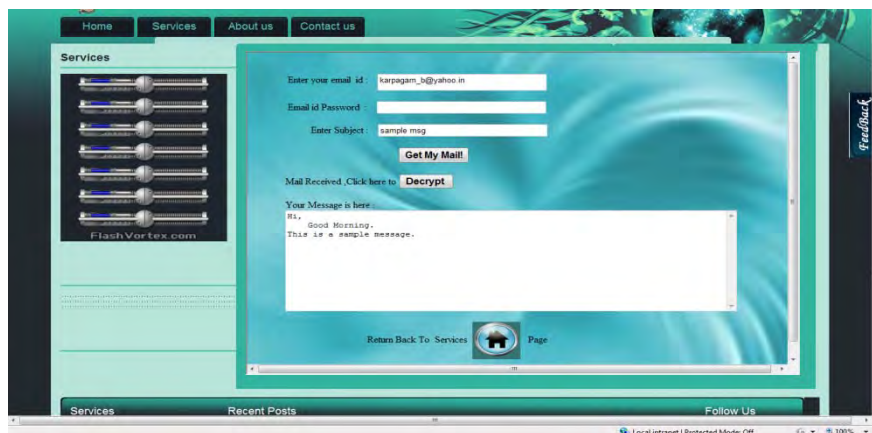 Home Services About us Contact us
Services
FlashVortex.com
Enter your email id : karpagam_b@yahoo.in
Email id Password :
Enter Subject : sample msg
Get My Mail!
Mail Received ,Click here to Decrypt
Your Message is here :
Hi,
Good Morning.
This is a sample message.
Return Back To Services Page
FeedBack
Services Recent Posts Follow Us
Local intranet | Protected Mode: Off 100%